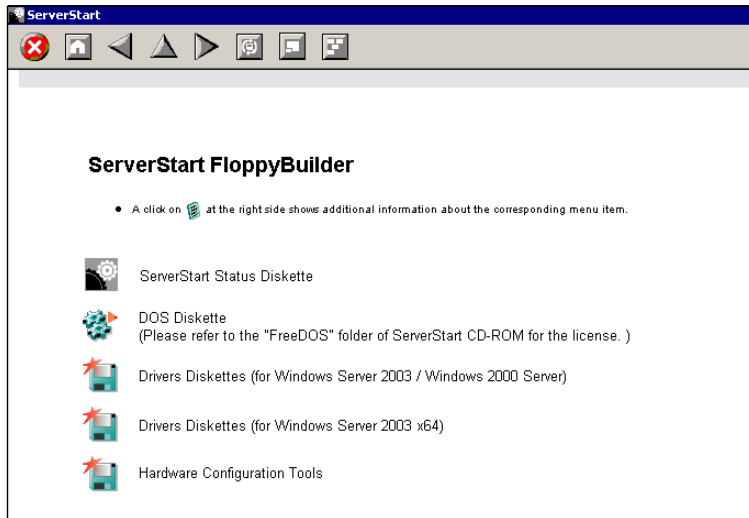 ServerStart
ServerStart FloppyBuilder
• A click on at the right side shows additional information about the corresponding menu item.
ServerStart Status Diskette
DOS Diskette
(Please refer to the "FreeDOS" folder of ServerStart CD-ROM for the license. )
Drivers Diskettes (for Windows Server 2003 / Windows 2000 Server)
Drivers Diskettes (for Windows Server 2003 x64)
Hardware Configuration Tools